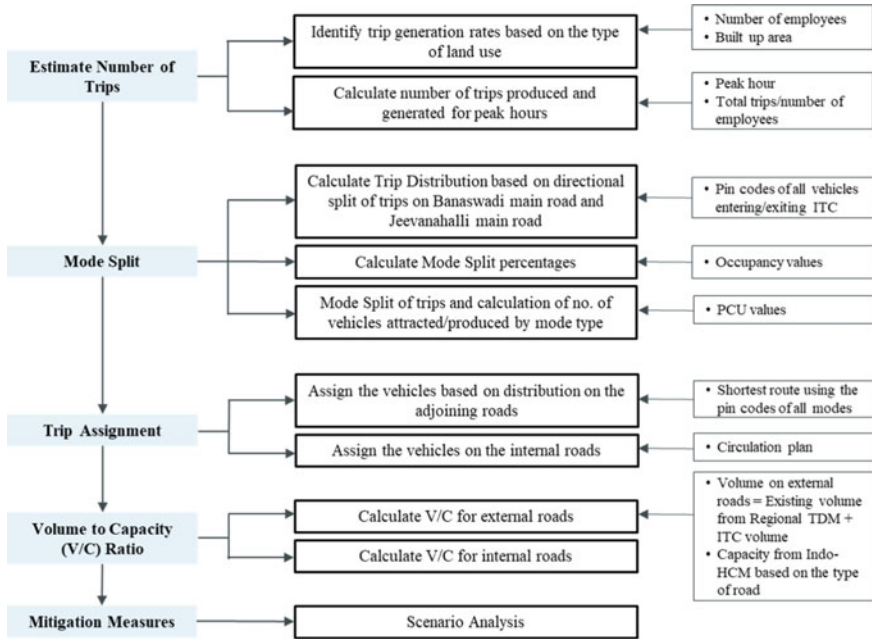 Estimate Number of
Trips
Identify trip generation rates based on the type
of land use
• Number of employees
• Built up area
Calculate number of trips produced and
generated for peak hours
• Peak hour
• Total trips/number of
employees
Mode Split
Calculate Trip Distribution based on directional
split of trips on Banaswadi main road and
Jeevanahalli main road
• Pin codes of all vehicles
entering/exiting ITC
Calculate Mode Split percentages
• Occupancy values
Mode Split of trips and calculation of no. of
vehicles attracted/produced by mode type
• PCU values
Trip Assignment
Assign the vehicles based on distribution on the
adjoining roads
• Shortest route using the
pin codes of all modes
Assign the vehicles on the internal roads
• Circulation plan
Volume to Capacity
(V/C) Ratio
Calculate V/C for external roads
• Volume on external
roads = Existing volume
from Regional TDM +
ITC volume
• Capacity from Indo-
HCM based on the type
of road
Calculate V/C for internal roads
Mitigation Measures
Scenario Analysis